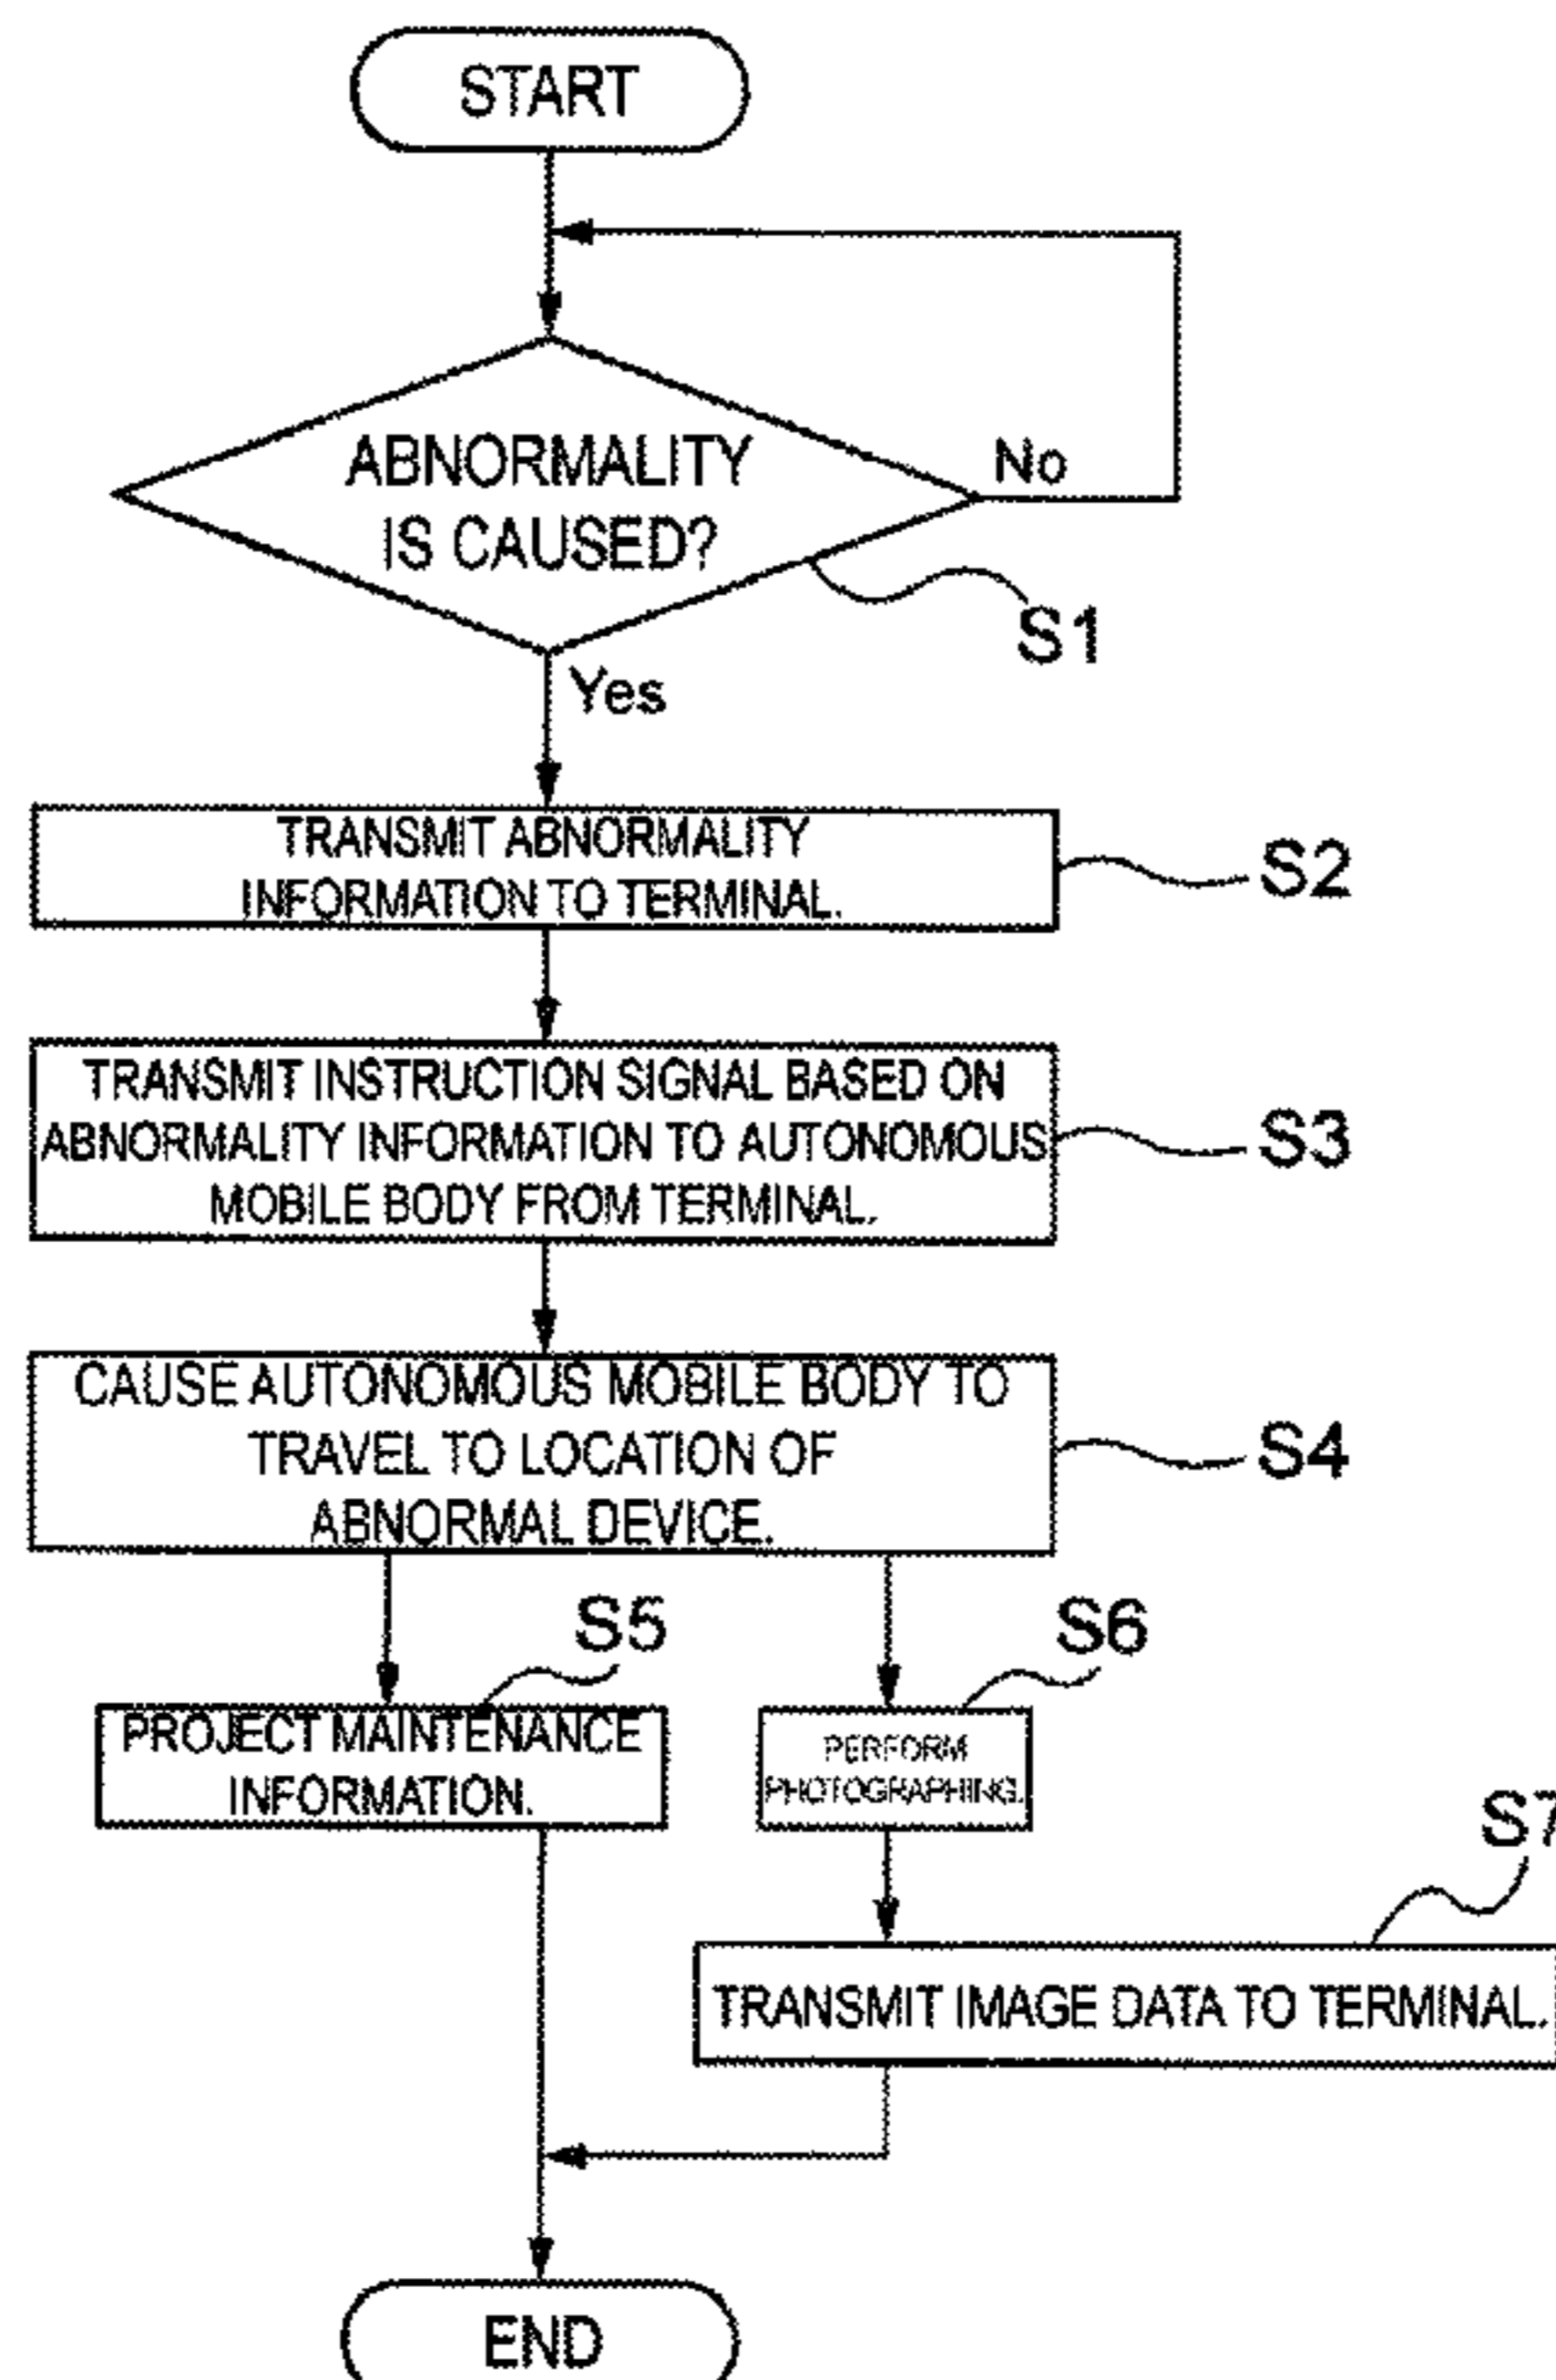 START
ABNORMALITY
IS CAUSED?
No
S1
Yes
TRANSMIT ABNORMALITY
INFORMATION TO TERMINAL.
S2
TRANSMIT INSTRUCTION SIGNAL BASED ON
ABNORMALITY INFORMATION TO AUTONOMOUS
MOBILE BODY FROM TERMINAL.
S3
CAUSE AUTONOMOUS MOBILE BODY TO
TRAVEL TO LOCATION OF
ABNORMAL DEVICE.
S4
S5
S6
PROJECT MAINTENANCE
INFORMATION.
PERFORM
PHOTOGRAPHIING.
S7
TRANSMIT IMAGE DATA TO TERMINAL.
END